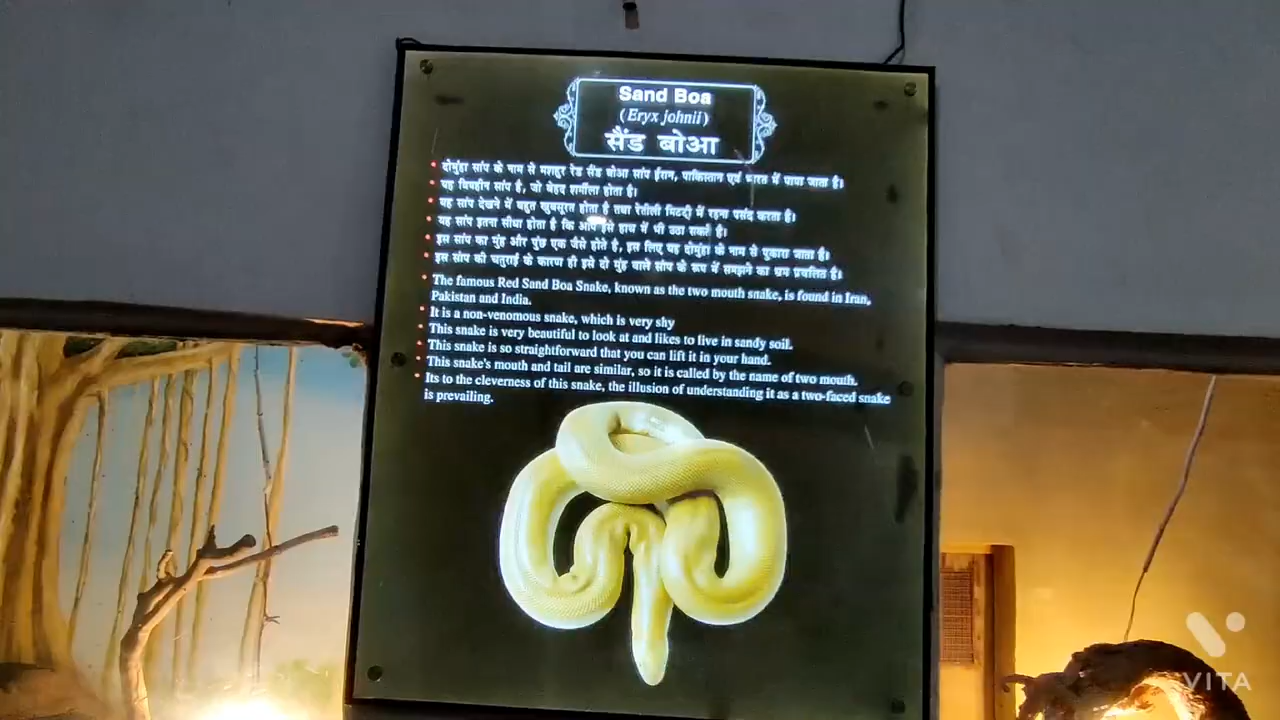 Sand Boa
(Eryx johnii)
सैंड बोआ
दोमुंहा सांप के नाम से मशहूर रेड सैंड बोआ सांप ईरान, पाकिस्तान एवं भारत में पाया जाता है।
यह विषहीन सांप है, जो बेहद शर्मीला होता है।
यह सांप देखने में बहुत खुबसूरत होता है तथा रेतीली मिटटी में रहना पसंद करता है।
यह सांप इतना सीधा होता है कि आप इसे हाथ में भी उठा सकते है।
इस सांप का मुंह और पुंछ एक जैसे होते है, इस लिए यह दोमुंहा के नाम से पुकारा जाता है।
इस सांप की चतुराई के कारण ही इसे दो मुंह वाले सांप के रूप में समझने का भ्रम प्रचलित है।
The famous Red Sand Boa Snake, known as the two mouth snake, is found in Iran,
Pakistan and India.
It is a non-venomous snake, which is very shy
This snake is very beautiful to look at and likes to live in sandy soil.
This snake is so straightforward that you can lift it in your hand.
This snake's mouth and tail are similar, so it is called by the name of two mouth.
Its to the cleverness of this snake, the illusion of understanding it as a two-faced snake
is prevailing.
VITA